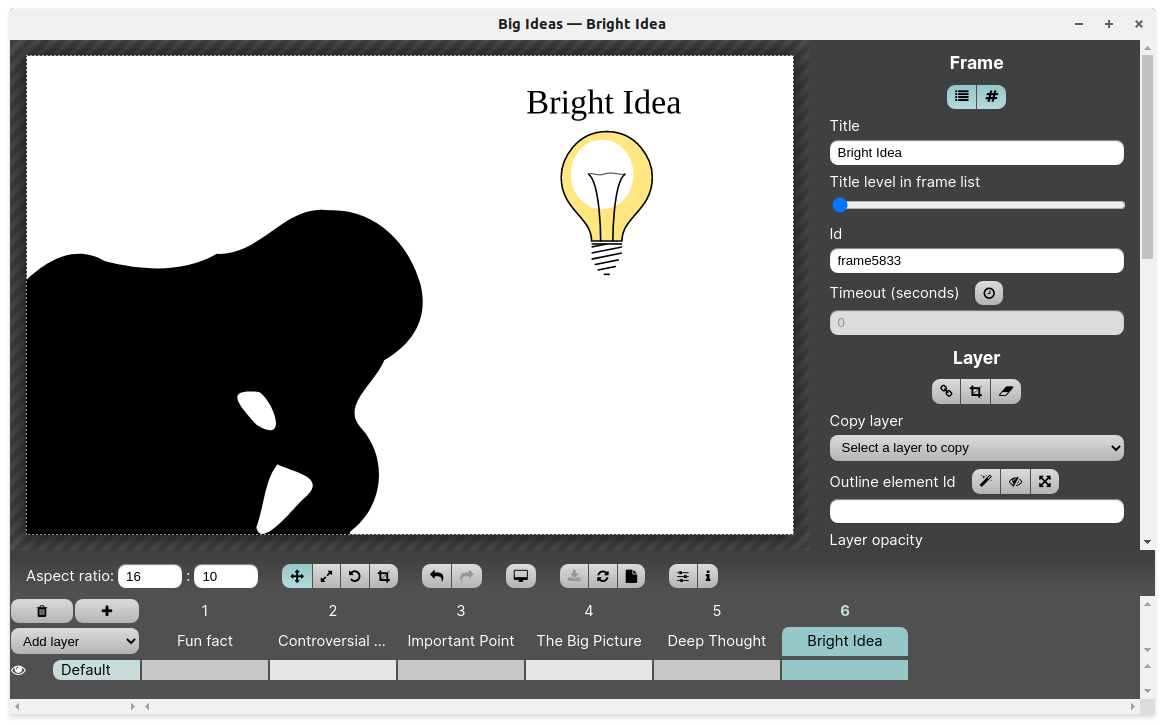 Big Ideas — Bright Idea
Bright Idea
Frame
Title
Bright Idea
Title level in frame list
Id
frame5833
Timeout (seconds)
0
Layer
Copy layer
Select a layer to copy
Outline element Id
Layer opacity
Aspect ratio: 16 : 10
1 2 3 4 5 6
Add layer Fun fact Controversial ... Important Point The Big Picture Deep Thought Bright Idea
Default